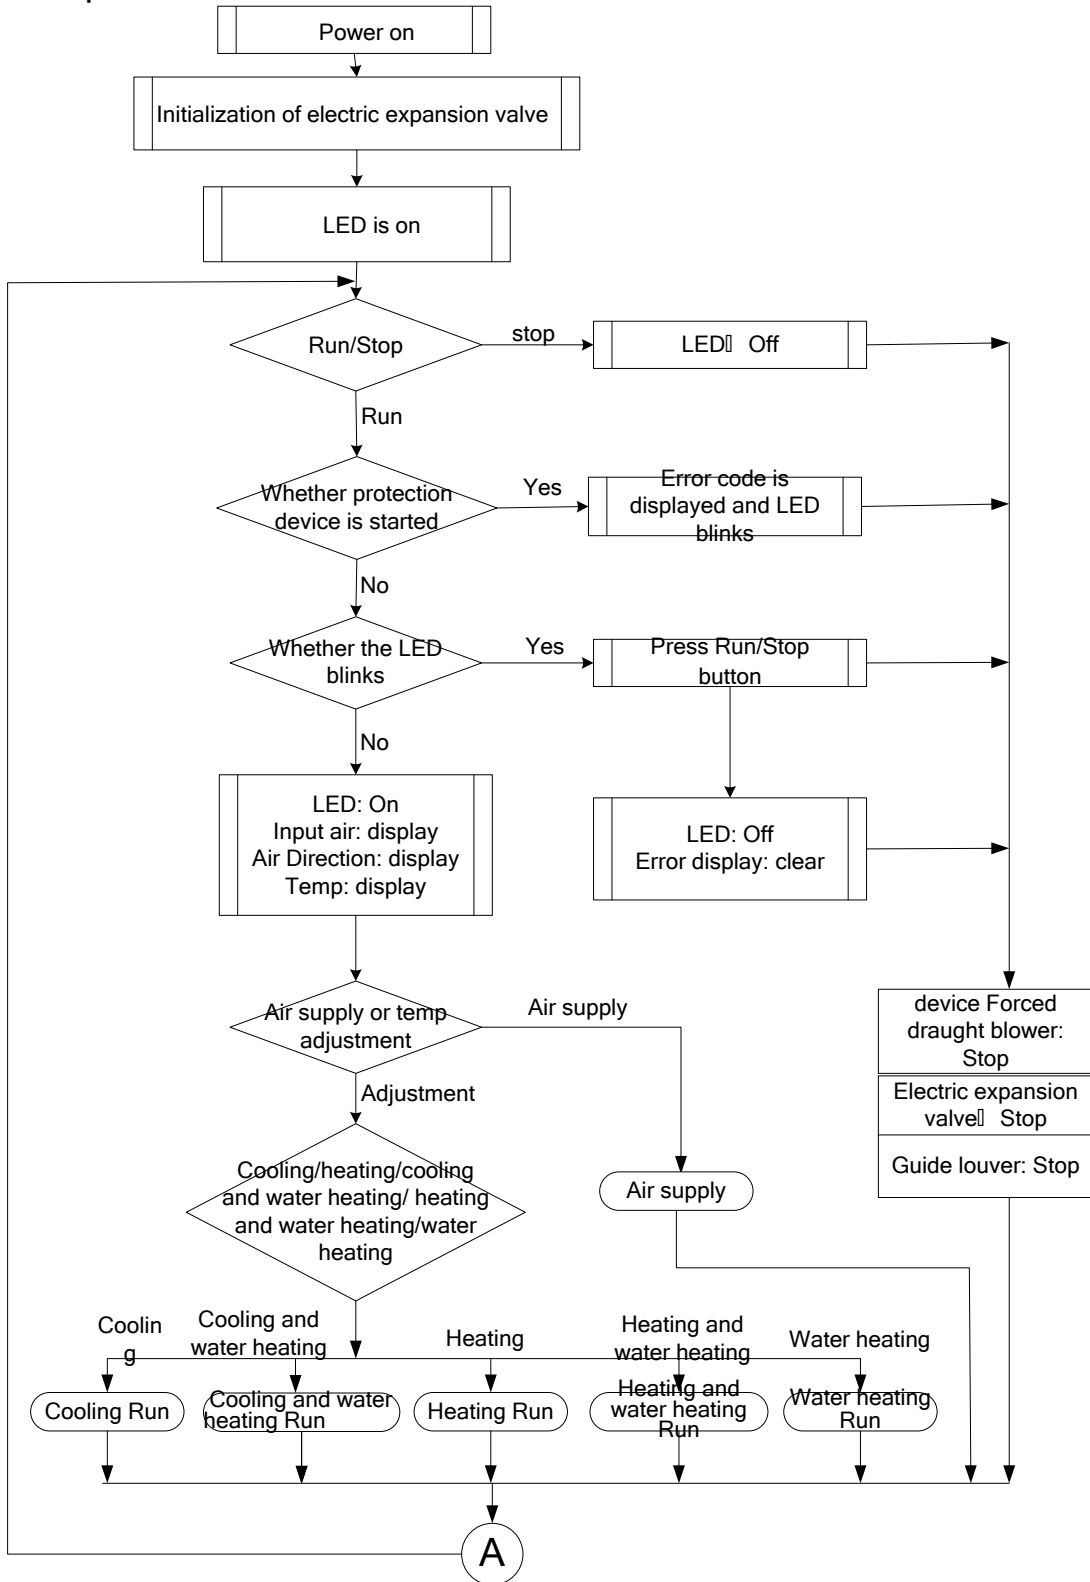 Power on
Initialization of electric expansion valve
LED is on
Run/Stop
stop
LED▯ Off
Run
Whether protection
device is started
Yes
Error code is
displayed and LED
blinks
No
Whether the LED
blinks
Yes
Press Run/Stop
button
No
LED: On
Input air: display
Air Direction: display
Temp: display
LED: Off
Error display: clear
Air supply or temp
adjustment
Air supply
device Forced
draught blower:
Stop
Electric expansion
valve▯ Stop
Guide louver: Stop
Adjustment
Cooling/heating/cooling
and water heating/ heating
and water heating/water
heating
Air supply
Coolin
g
Cooling and
water heating
Heating
Heating and
water heating
Water heating
Cooling Run
Cooling and water
heating Run
Heating Run
Heating and
water heating
Run
Water heating
Run
A